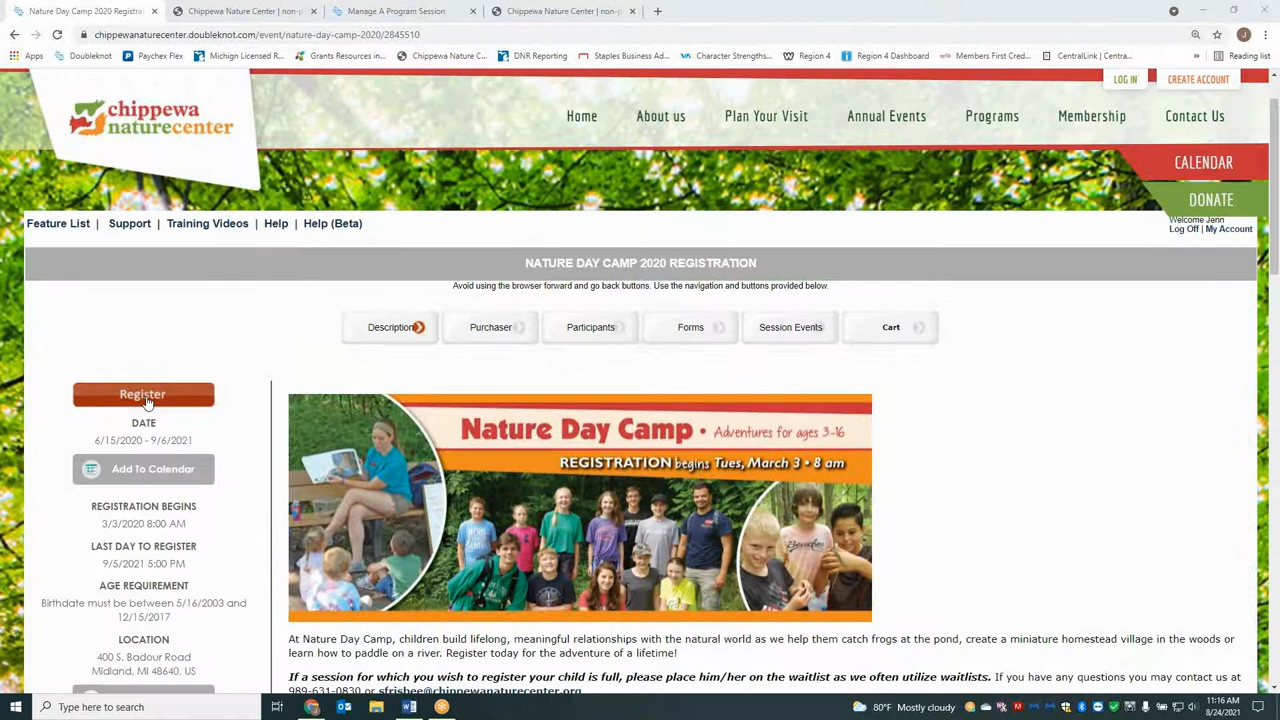 Nature Day Camp 2020 Registrat
Chippewa Nature Center | non-p
Manage A Program Session
Chippewa Nature Center | non-p
chippewanaturecenter.doubleknot.com/event/nature-day-camp-2020/2845510
Apps
Doubleknot
Paychex Flex
Michign Licensed R...
Grants Resources in...
Chippewa Nature C...
DNR Reporting
Staples Business Ad...
Character Strengths...
Region 4
Region 4 Dashboard
Members First Cred...
CentralLink | Centra...
»
Reading list
LOG IN
CREATE ACCOUNT
chippewa
naturecenter
Home
About us
Plan Your Visit
Annual Events
Programs
Membership
Contact Us
CALENDAR
DONATE
Feature List | Support | Training Videos | Help | Help (Beta)
Welcome Jenn
Log Off | My Account
NATURE DAY CAMP 2020 REGISTRATION
Avoid using the browser forward and go back buttons. Use the navigation and buttons provided below.
Description
Purchaser
Participants
Forms
Session Events
Cart
Register
DATE
6/15/2020 - 9/6/2021
Add To Calendar
REGISTRATION BEGINS
3/3/2020 8:00 AM
LAST DAY TO REGISTER
9/5/2021 5:00 PM
AGE REQUIREMENT
Birthdate must be between 5/16/2003 and
12/15/2017
LOCATION
400 S. Badour Road
Midland, MI 48640, US
Nature Day Camp • Adventures for ages 3-16
REGISTRATION begins Tues, March 3 • 8 am
At Nature Day Camp, children build lifelong, meaningful relationships with the natural world as we help them catch frogs at the pond, create a miniature homestead village in the woods or
learn how to paddle on a river. Register today for the adventure of a lifetime!
If a session for which you wish to register your child is full, please place him/her on the waitlist as we often utilize waitlists. If you have any questions you may contact us at
989-631-0830 or sfrisbee@chippewanaturecenter.org
Type here to search
80°F Mostly cloudy
11:16 AM
8/24/2021